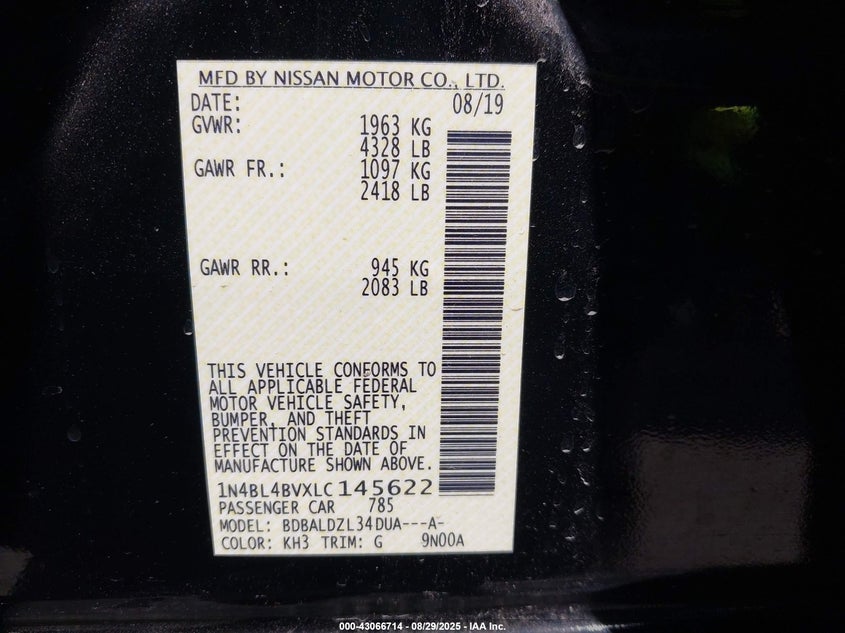 MFD BY NISSAN MOTOR CO., LTD.
DATE: 08/19
GVWR: 1963 KG
4328 LB
GAWR FR.: 1097 KG
2418 LB
GAWR RR.: 945 KG
2083 LB
THIS VEHICLE CONFORMS TO
ALL APPLICABLE FEDERAL
MOTOR VEHICLE SAFETY,
BUMPER, AND THEFT
PREVENTION STANDARDS IN
EFFECT ON THE DATE OF
MANUFACTURE SHOWN ABOVE.
1N4BL4BVXLC145622
PASSENGER CAR 785
MODEL: BDBALDZL34DUA---A-
COLOR: KH3 TRIM: G 9N00A
000-43066714 - 08/29/2025 - IAA Inc.